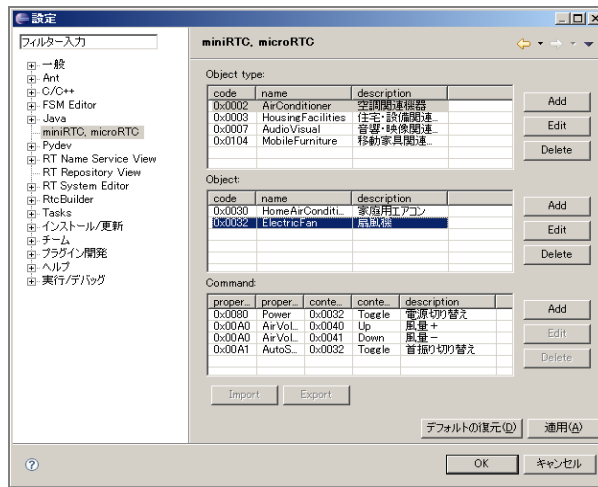 設定
フィルター入力
一般
Ant
C/C++
FSM Editor
Java
miniRTC, microRTC
Pydev
RT Name Service View
RT Repository View
RT System Editor
RtcBuilder
Tasks
インストール/更新
チーム
プラグイン開発
ヘルプ
実行/デバッグ
miniRTC, microRTC
Object type:
code name description
0x0002 AirConditioner 空調関連機器
0x0003 HousingFacilities 住宅・設備関連...
0x0007 AudioVisual 音響・映像関連...
0x0104 MobileFurniture 移動家具関連...
Add
Edit
Delete
Object:
code name description
0x0030 HomeAirConditi... 家庭用エアコン
0x0032 ElectricFan 扇風機
Add
Edit
Delete
Command:
proper... proper... conte... conte... description
0x0080 Power 0x0032 Toggle 電源切り替え
0x00A0 AirVol... 0x0040 Up 風量+
0x00A0 AirVol... 0x0041 Down 風量-
0x00A1 AutoS... 0x0032 Toggle 首振り切り替え
Add
Edit
Delete
Import Export
デフォルトの復元(D) 適用(A)
OK キャンセル